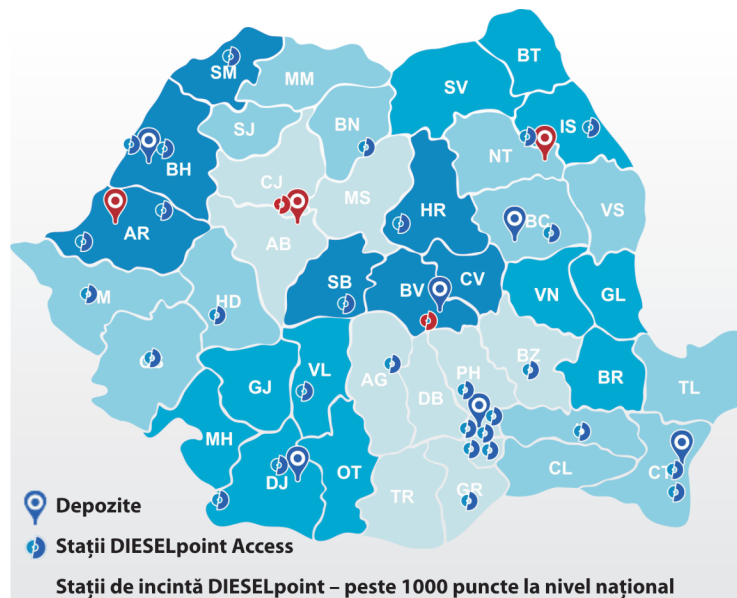 BT
SM
MM
SV
SJ
BN
IS
BH
NT
CJ
MS
HR
BC
VS
AR
AB
SB
BV
CV
VN
GL
M
HD
VL
AG
PH
BZ
GJ
DB
BR
TL
MH
DJ
OT
TR
GR
CL
CT
Depozite
Stații DIESELpoint Access
Stații de incintă DIESELpoint – peste 1000 puncte la nivel național